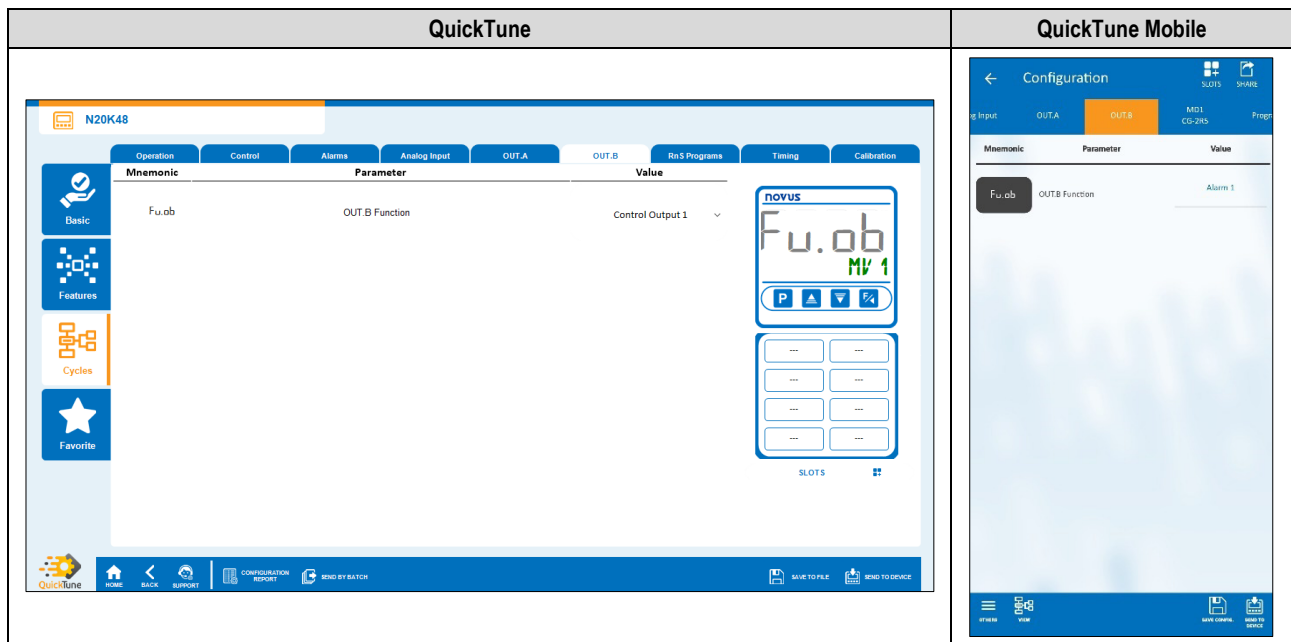 QuickTune
QuickTune Mobile
N20K48
Operation Control Alarms Analog Input OUT.A OUT.B RnS Programs Timing Calibration
Mnemonic Parameter Value
Fu.ob OUT.B Function Control Output 1
Basic
Features
Cycles
Favorite
novus
Fu.ob
MV 1
P F/
--- ---
--- ---
--- ---
--- ---
SLOTS
QuickTune
HOME BACK SUPPORT CONFIGURATION REPORT SEND BY BATCH SAVE TO FILE SEND TO DEVICE
Configuration
SLOTS SHARE
og Input OUT.A OUT.B MD1 Progr
CG-2R5
Mnemonic Parameter Value
Fu.ob OUT.B Function Alarm 1
OTHERS VIEW SAVE CONFIG. SEND TO DEVICE